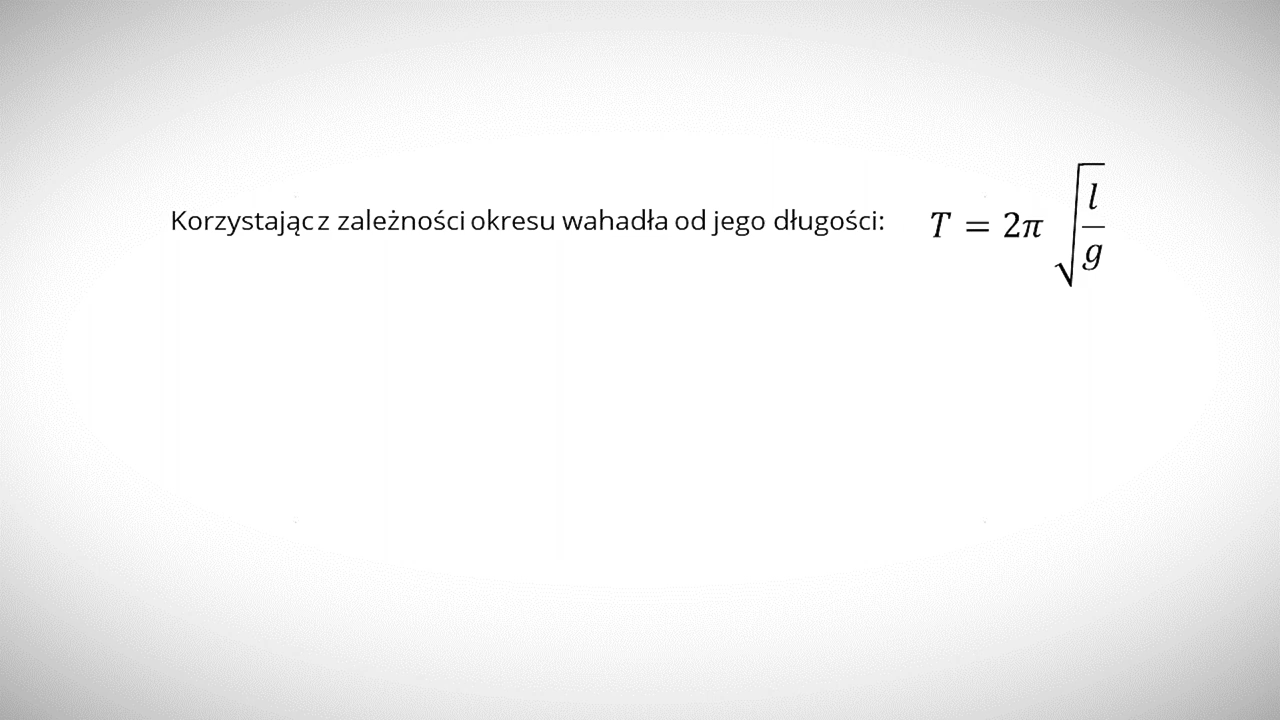 Korzystając z zależności okresu wahadła od jego długości: T = 2π √(l/g)